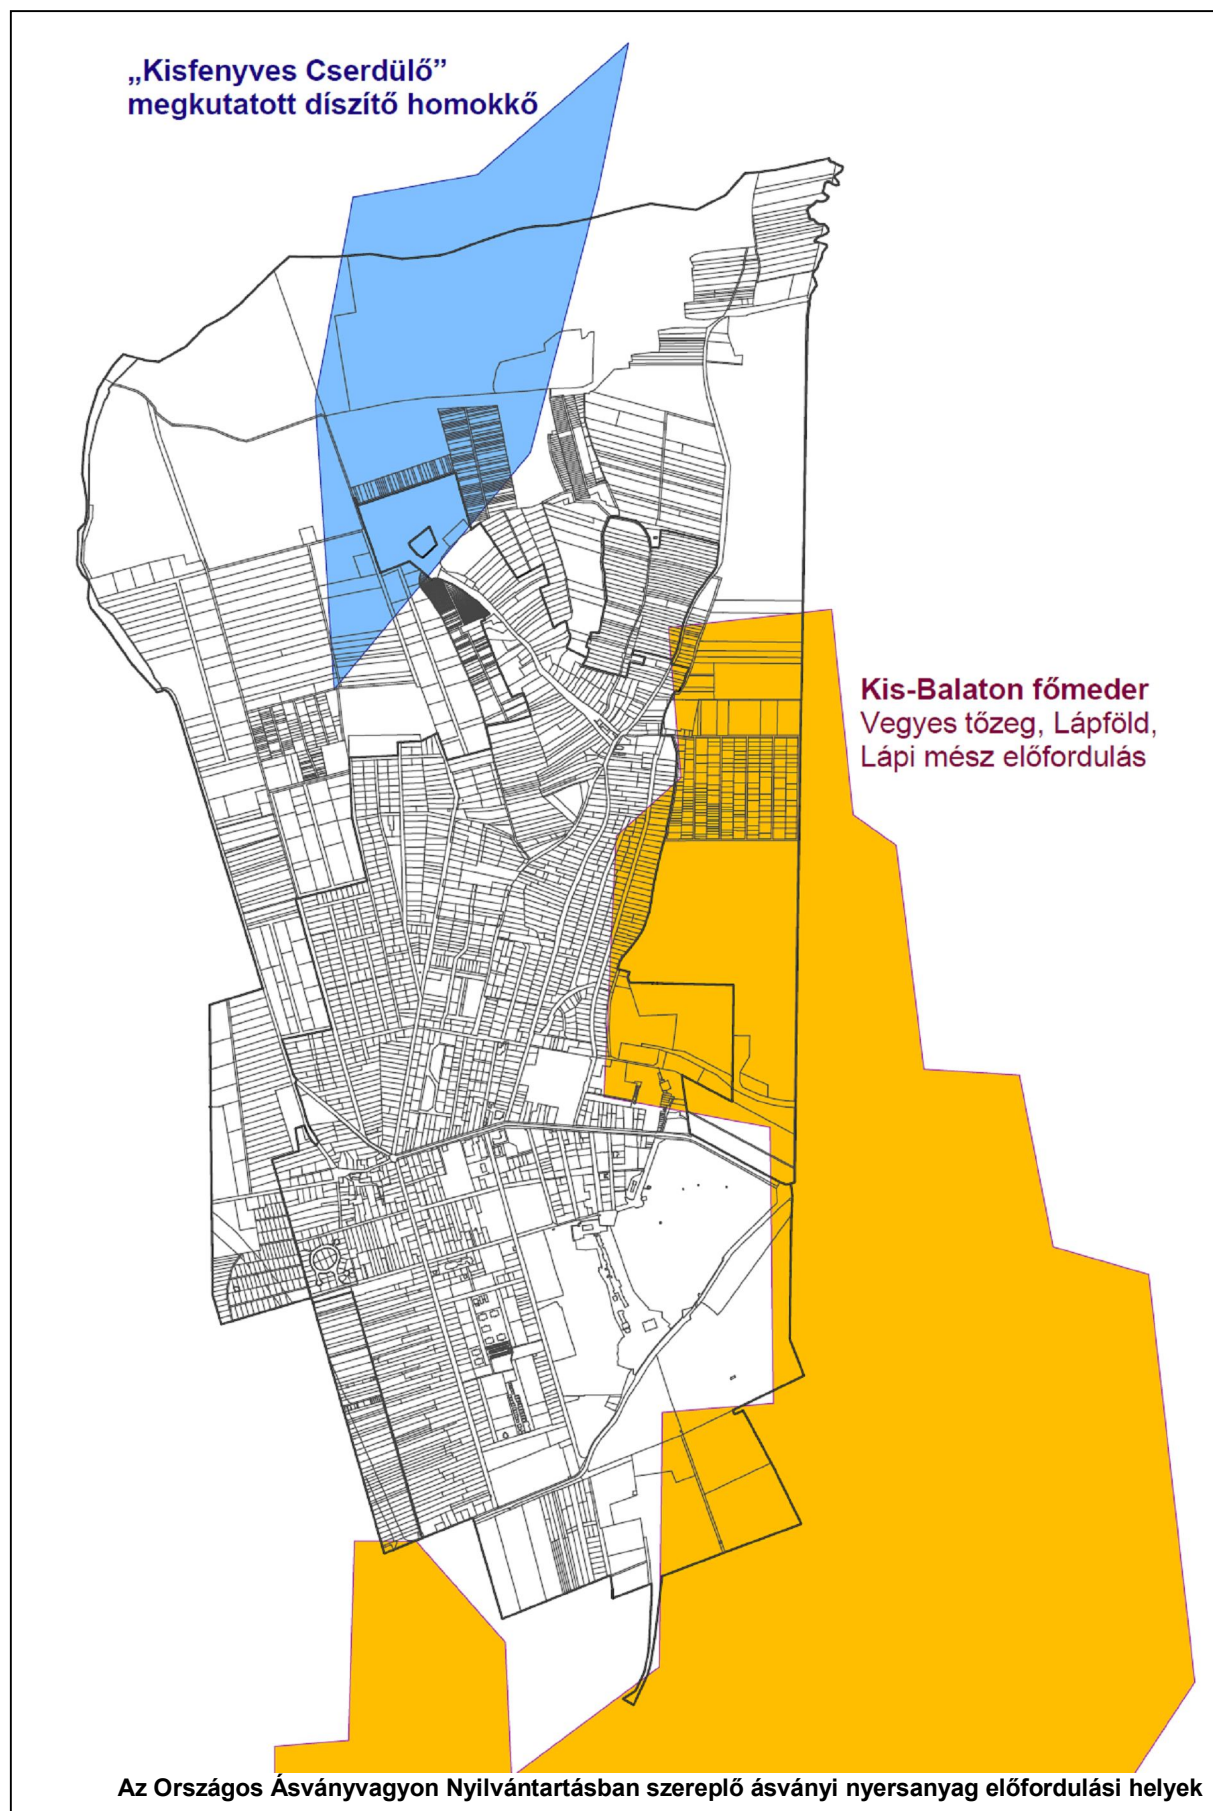 „Kisfenyves Cserdülő”
megkutatott díszítő homokkő
Kis-Balaton főmeder
Vegyes tőzeg, Lápföld,
Lápi mész előfordulás
Az Országos Ásványvagyon Nyilvántartásban szereplő ásványi nyersanyag előfordulási helyek